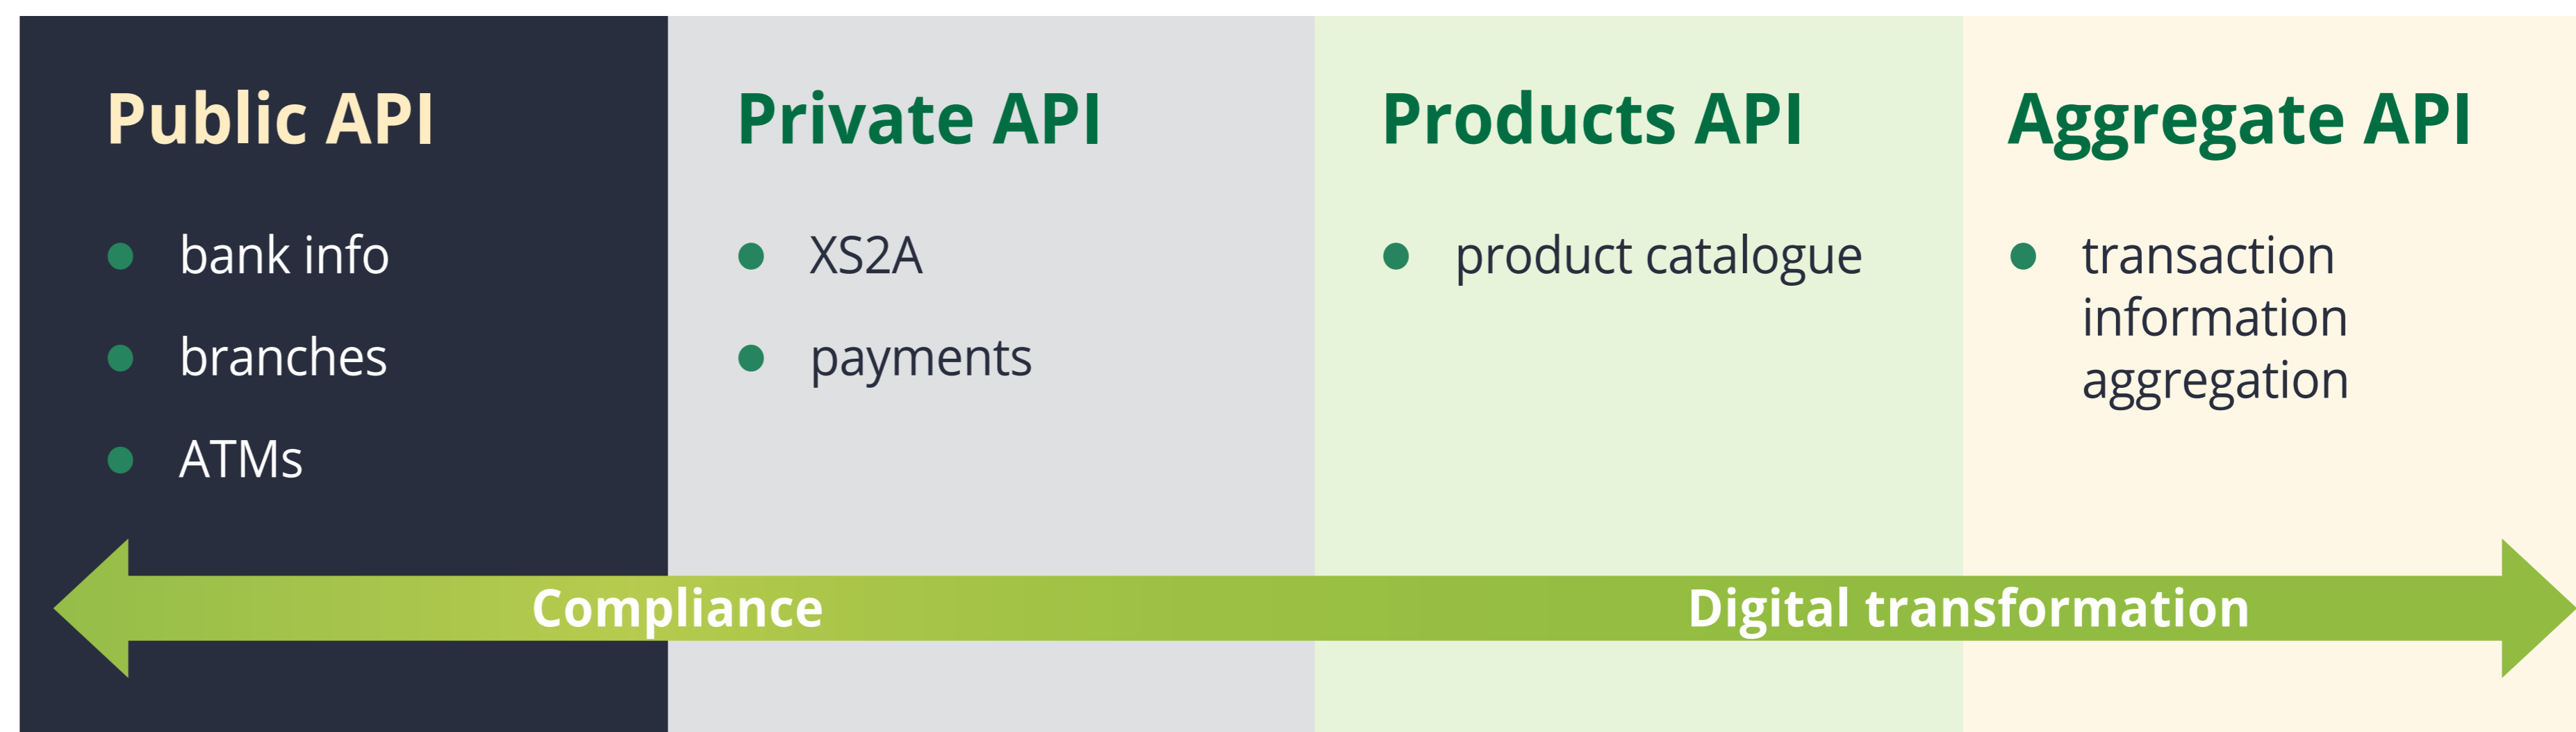 Public API
bank info
branches
ATMs
Private API
XS2A
payments
Products API
product catalogue
Aggregate API
transaction
information
aggregation
Compliance
Digital transformation